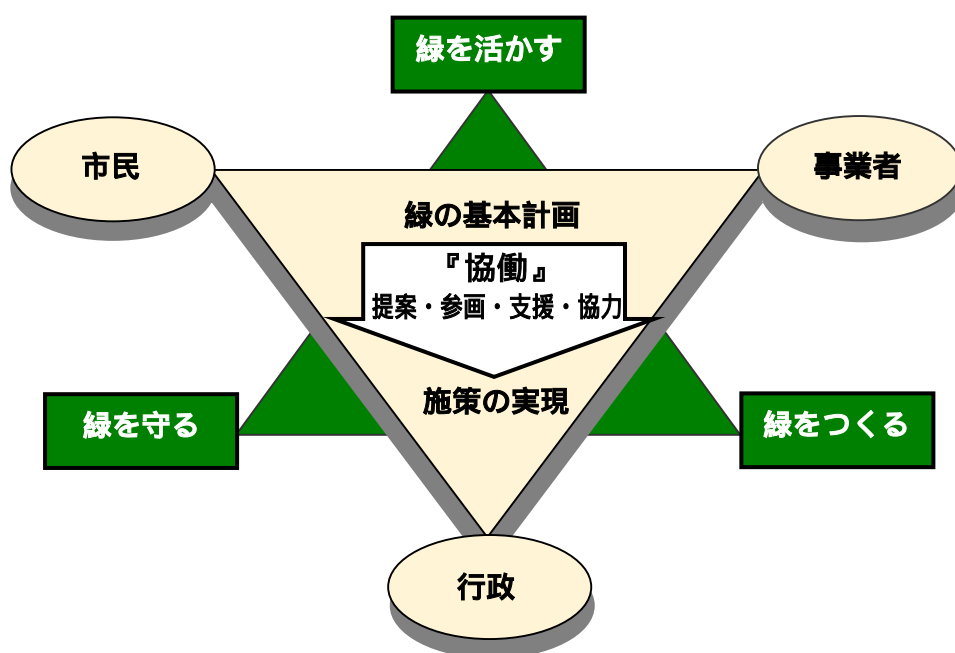 緑を活かす
市民
事業者
緑の基本計画
『協働』
提案・参画・支援・協力
施策の実現
緑を守る
緑をつくる
行政